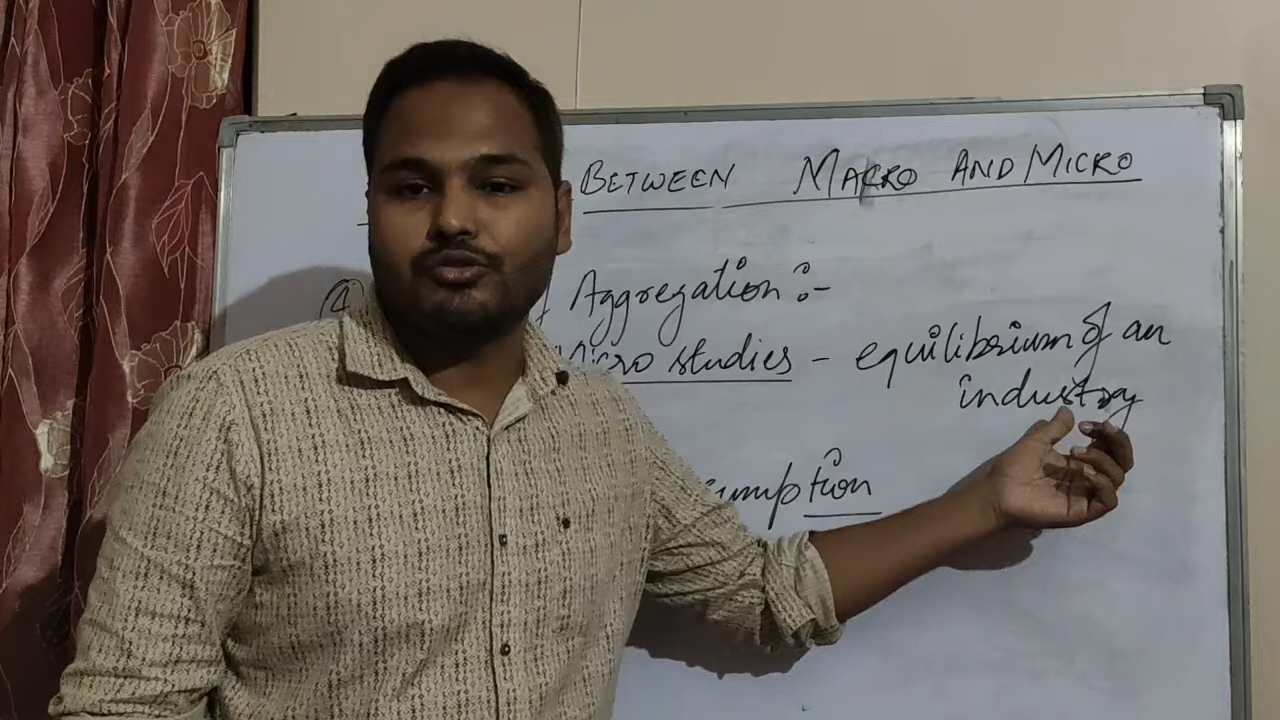 BETWEEN MACRO AND MICRO
Aggregation :-
Micro studies - equilibrium of an
industry
umption